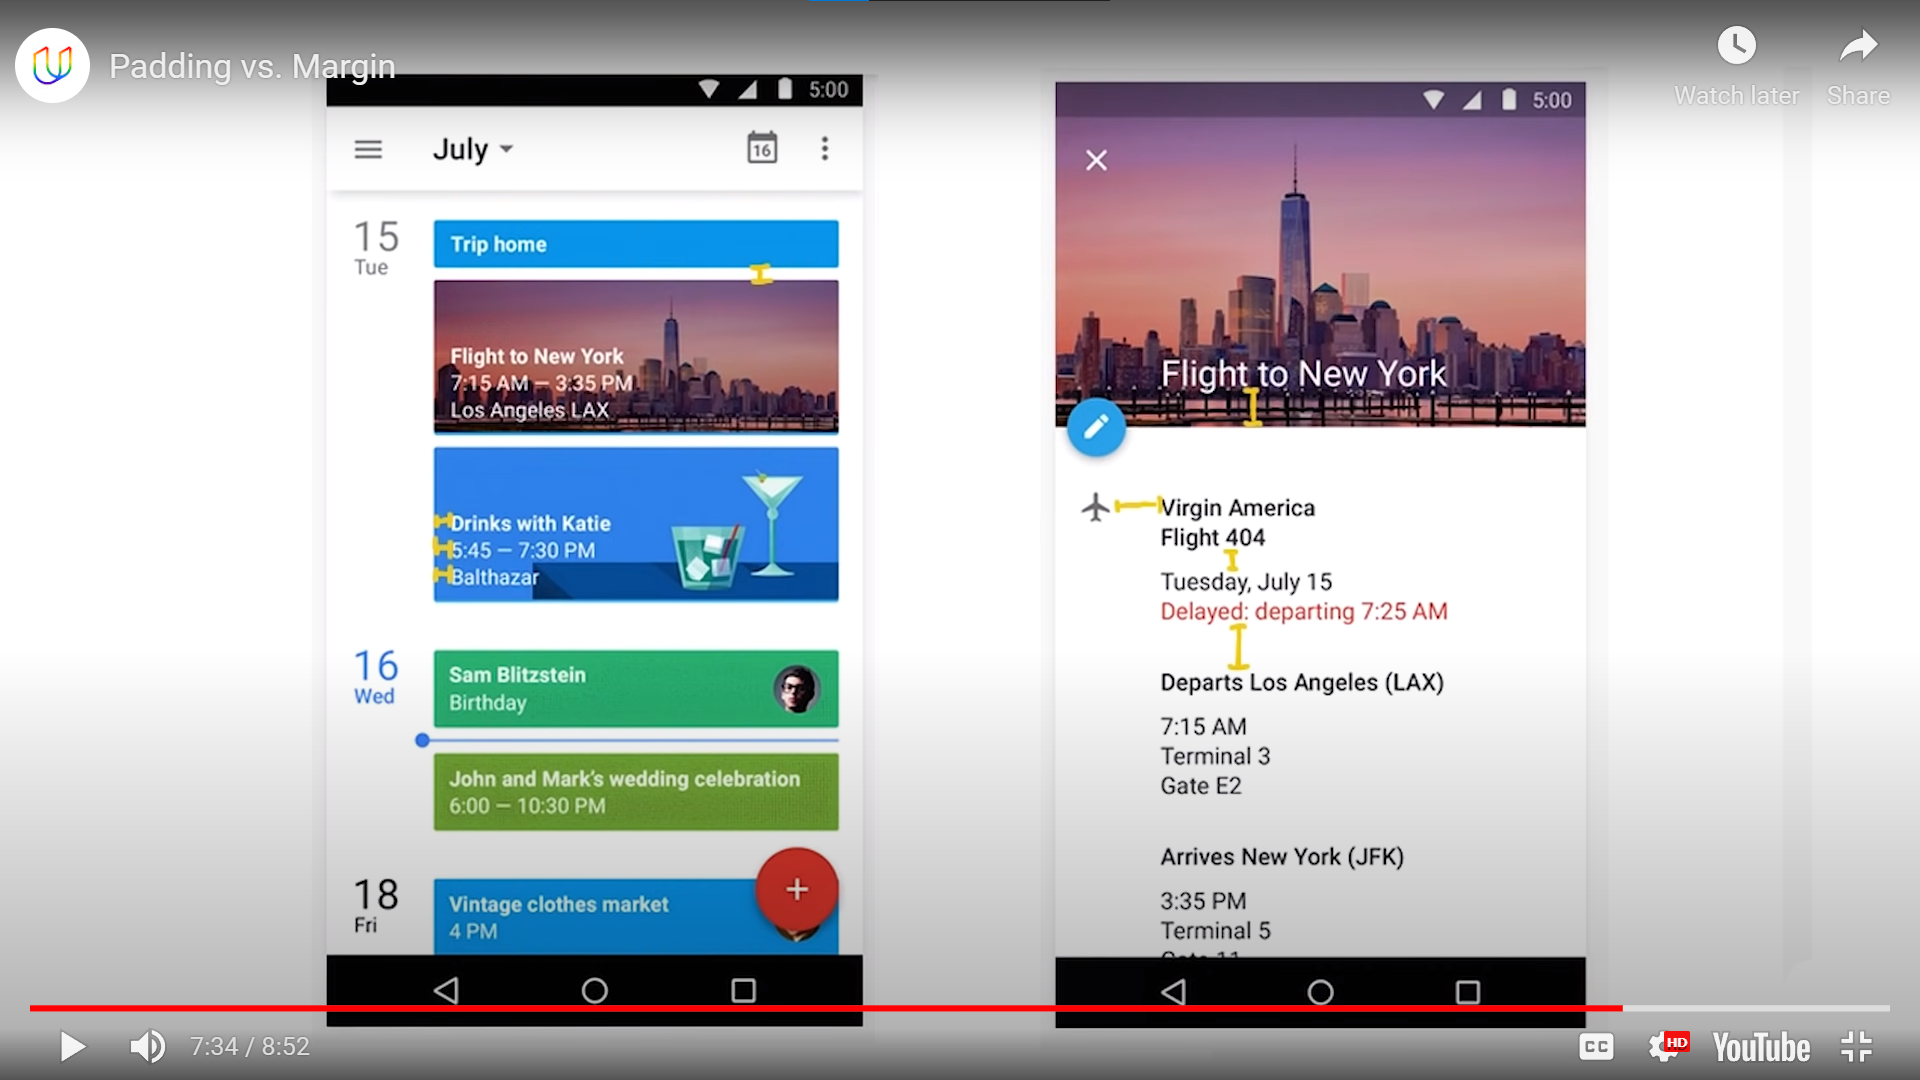 Padding vs. Margin
Watch later
Share
5:00
July
16
15
Tue
Trip home
Flight to New York
7:15 AM – 3:35 PM
Los Angeles LAX
Drinks with Katie
5:45 – 7:30 PM
Balthazar
16
Wed
Sam Blitzstein
Birthday
John and Mark's wedding celebration
6:00 – 10:30 PM
18
Fri
Vintage clothes market
4 PM
5:00
Flight to New York
Virgin America
Flight 404
Tuesday, July 15
Delayed: departing 7:25 AM
Departs Los Angeles (LAX)
7:15 AM
Terminal 3
Gate E2
Arrives New York (JFK)
3:35 PM
Terminal 5
7:34 / 8:52
CC
HD
YouTube